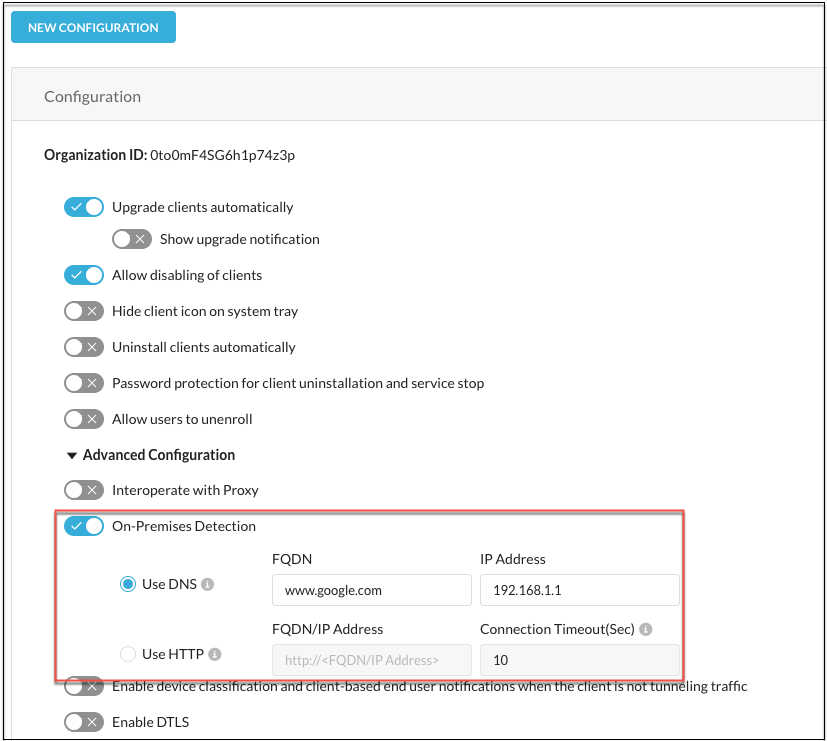 NEW CONFIGURATION
Configuration
Organization ID: 0to0mF4SG6h1p74z3p
Upgrade clients automatically
Show upgrade notification
Allow disabling of clients
Hide client icon on system tray
Uninstall clients automatically
Password protection for client uninstallation and service stop
Allow users to unenroll
Advanced Configuration
Interoperate with Proxy
On-Premises Detection
FQDN IP Address
Use DNS www.google.com 192.168.1.1
FQDN/IP Address Connection Timeout(Sec)
Use HTTP http://<FQDN/IP Address> 10
Enable device classification and client-based end user notifications when the client is not tunneling traffic
Enable DTLS